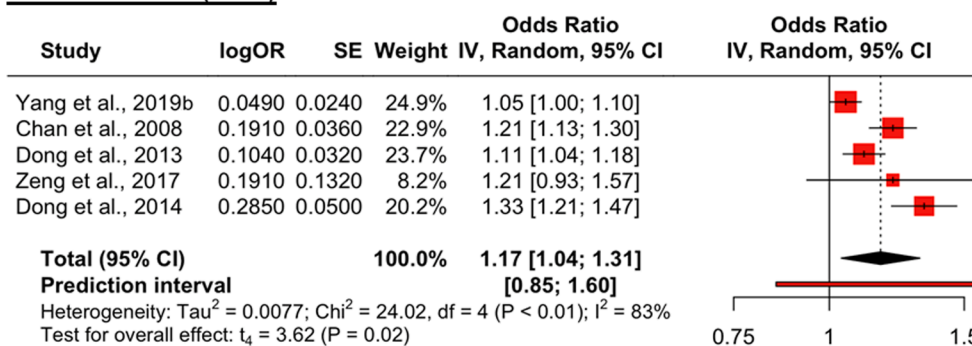 Odds Ratio Odds Ratio
Study logOR SE Weight IV, Random, 95% CI IV, Random, 95% CI
Yang et al., 2019b 0.0490 0.0240 24.9% 1.05 [1.00; 1.10]
Chan et al., 2008 0.1910 0.0360 22.9% 1.21 [1.13; 1.30]
Dong et al., 2013 0.1040 0.0320 23.7% 1.11 [1.04; 1.18]
Zeng et al., 2017 0.1910 0.1320 8.2% 1.21 [0.93; 1.57]
Dong et al., 2014 0.2850 0.0500 20.2% 1.33 [1.21; 1.47]
Total (95% CI) 100.0% 1.17 [1.04; 1.31]
Prediction interval [0.85; 1.60]
Heterogeneity: Tau² = 0.0077; Chi² = 24.02, df = 4 (P < 0.01); I² = 83%
Test for overall effect: t₄ = 3.62 (P = 0.02)
0.75 1 1.5